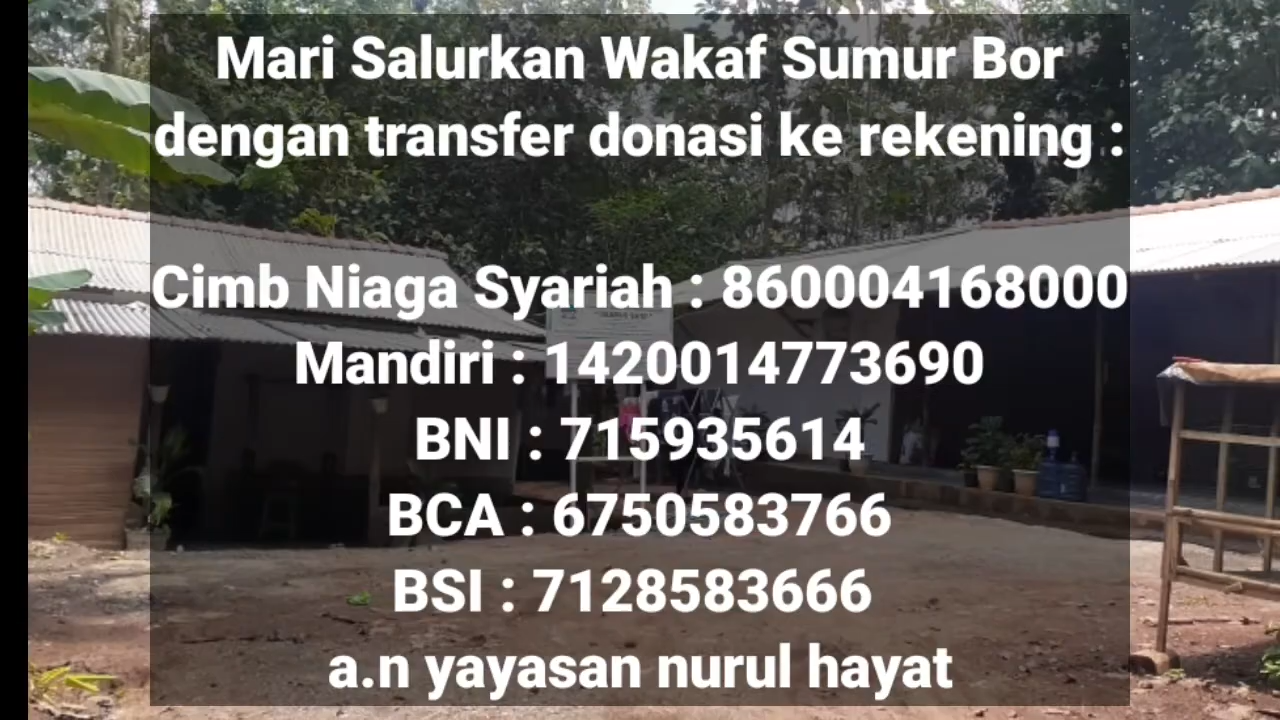 Mari Salurkan Wakaf Sumur Bor
dengan transfer donasi ke rekening :
Cimb Niaga Syariah : 860004168000
Mandiri : 1420014773690
BNI : 715935614
BCA : 6750583766
BSI : 7128583666
a.n yayasan nurul hayat